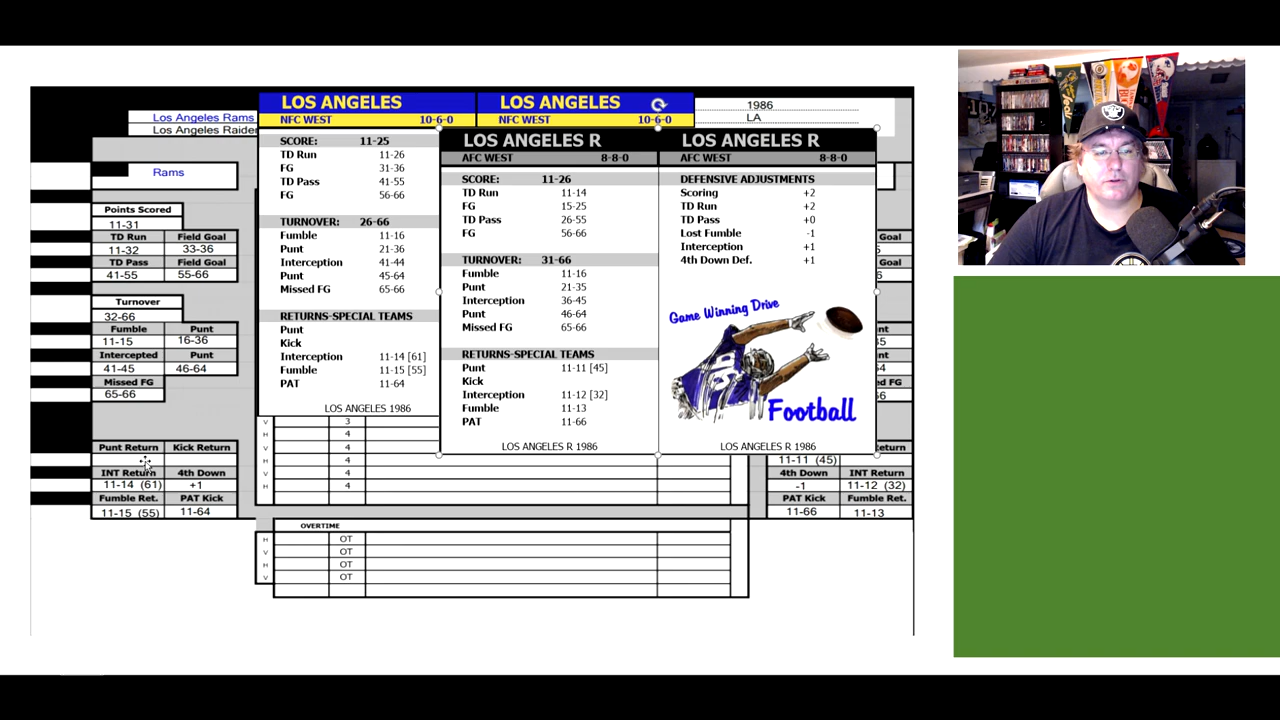 LOS ANGELES
NFC WEST 10-6-0
SCORE: 11-25
TD Run 11-26
FG 31-36
TD Pass 41-55
FG 56-66
TURNOVER: 26-66
Fumble 11-16
Punt 21-36
Interception 41-44
Punt 45-64
Missed FG 65-66
RETURNS-SPECIAL TEAMS
Punt
Kick
Interception 11-14 [61]
Fumble 11-15 [55]
PAT 11-64
LOS ANGELES 1986
LOS ANGELES
NFC WEST 10-6-0
LOS ANGELES R
AFC WEST 8-8-0
SCORE: 11-26
TD Run 11-14
FG 15-25
TD Pass 26-55
FG 56-66
TURNOVER: 31-66
Fumble 11-16
Punt 21-35
Interception 36-45
Punt 46-64
Missed FG 65-66
RETURNS-SPECIAL TEAMS
Punt 11-11 [45]
Kick
Interception 11-12 [32]
Fumble 11-13
PAT 11-66
LOS ANGELES R 1986
LOS ANGELES R
AFC WEST 8-8-0
DEFENSIVE ADJUSTMENTS
Scoring +2
TD Run +2
TD Pass +0
Lost Fumble -1
Interception +1
4th Down Def. +1
Game Winning Drive
Football
LOS ANGELES R 1986
Los Angeles Rams
Los Angeles Raider
1986
LA
Rams
Points Scored
11-31
TD Run Field Goal
11-32 33-36
TD Pass Field Goal
41-55 55-66
Turnover
32-66
Fumble Punt
11-15 16-36
Intercepted Punt
41-45 46-64
Missed FG
65-66
Punt Return Kick Return
INT Return 4th Down
11-14 (61) +1
Fumble Ret. PAT Kick
11-15 (55) 11-64
V 3
H 4
V 4
H 4
V 4
H 4
OVERTIME
H OT
V OT
H OT
V OT
Goal
Goal
11-11 (45)
4th Down INT Return
-1 11-12 (32)
PAT Kick Fumble Ret.
11-66 11-13